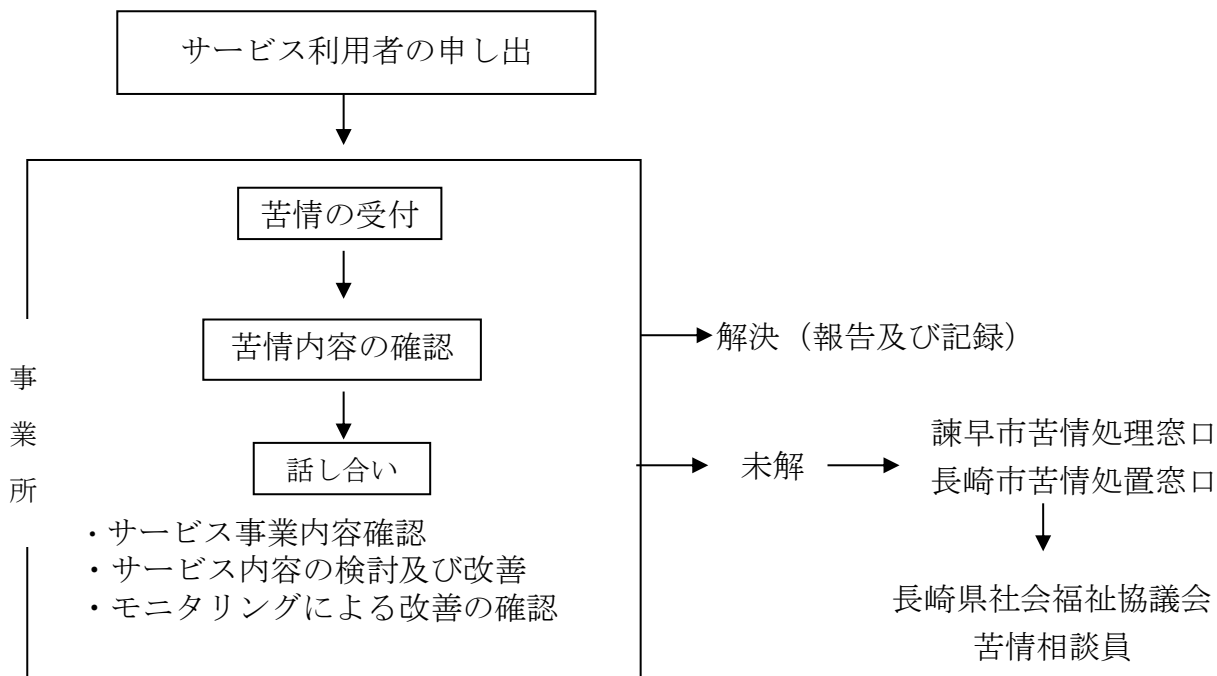 サービス利用者の申し出
苦情の受付
苦情内容の確認
話し合い
・サービス事業内容確認
・サービス内容の検討及び改善
・モニタリングによる改善の確認
事業所
解決（報告及び記録）
未解
諫早市苦情処理窓口
長崎市苦情処置窓口
長崎県社会福祉協議会
苦情相談員